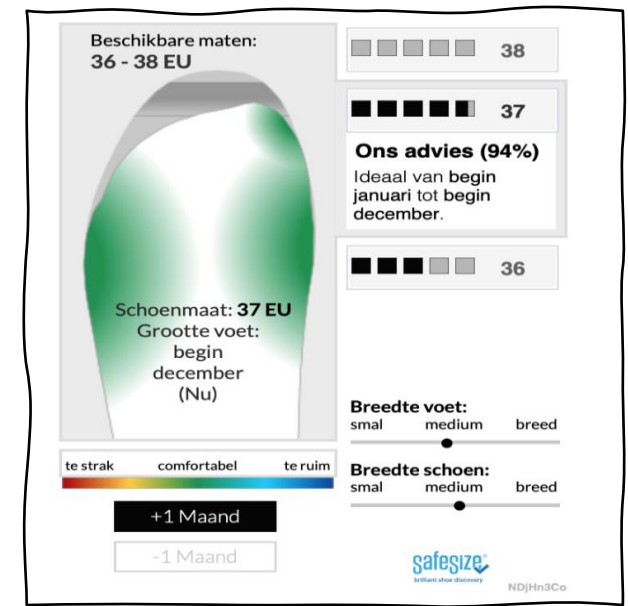 Beschikbare maten:
36 - 38 EU
38
37
Ons advies (94%)
Ideaal van begin
januari tot begin
december.
36
Schoenmaat: 37 EU
Grootte voet:
begin
december
(Nu)
Breedte voet:
smal medium breed
Breedte schoen:
smal medium breed
te strak comfortabel te ruim
+1 Maand
-1 Maand
safesize
brilliant shoe discovery
NDjHn3Co